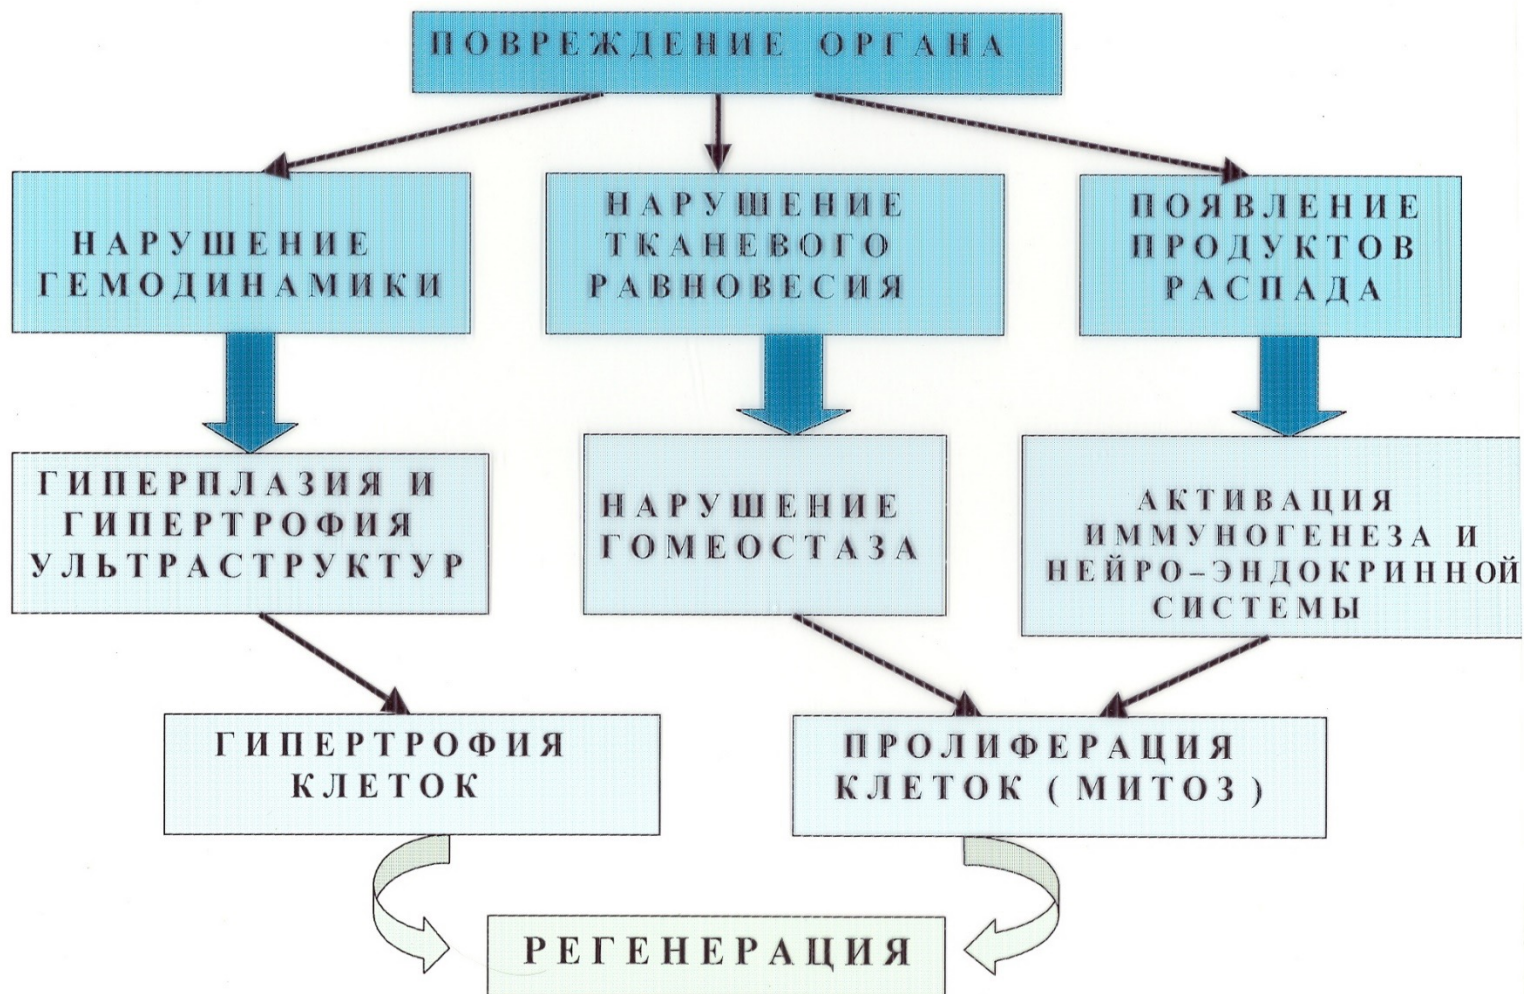 ПОВРЕЖДЕНИЕ ОРГАНА
НАРУШЕНИЕ
ГЕМОДИНАМИКИ
НАРУШЕНИЕ
ТКАНЕВОГО
РАВНОВЕСИЯ
ПОЯВЛЕНИЕ
ПРОДУКТОВ
РАСПАДА
ГИПЕРПЛАЗИЯ И
ГИПЕРТРОФИЯ
УЛЬТРАСТРУКТУР
НАРУШЕНИЕ
ГОМЕОСТАЗА
АКТИВАЦИЯ
ИММУНОГЕНЕЗА И
НЕЙРО-ЭНДОКРИННОЙ
СИСТЕМЫ
ГИПЕРТРОФИЯ
КЛЕТОК
ПРОЛИФЕРАЦИЯ
КЛЕТОК ( МИТОЗ )
РЕГЕНЕРАЦИЯ